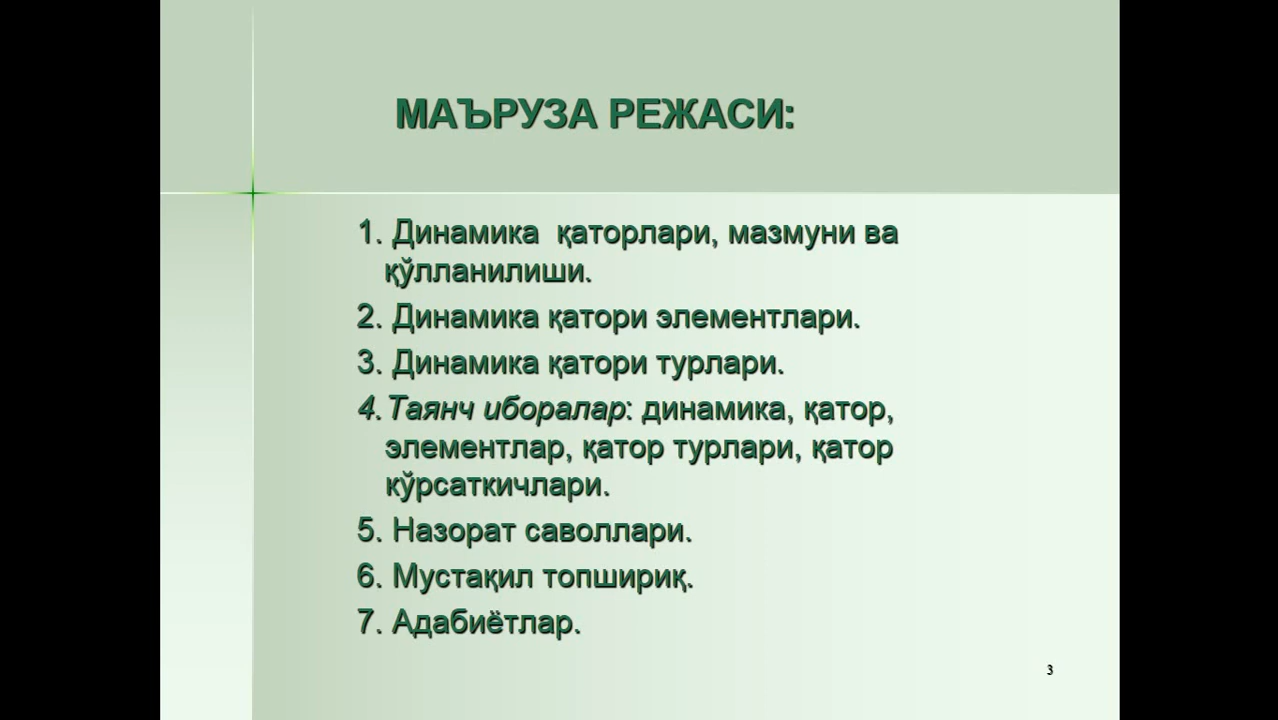 МАЪРУЗА РЕЖАСИ:
1. Динамика қаторлари, мазмуни ва
қўлланилиши.
2. Динамика қатори элементлари.
3. Динамика қатори турлари.
4. Таянч иборалар: динамика, қатор,
элементлар, қатор турлари, қатор
кўрсаткичлари.
5. Назорат саволлари.
6. Мустақил топшириқ.
7. Адабиётлар.
3